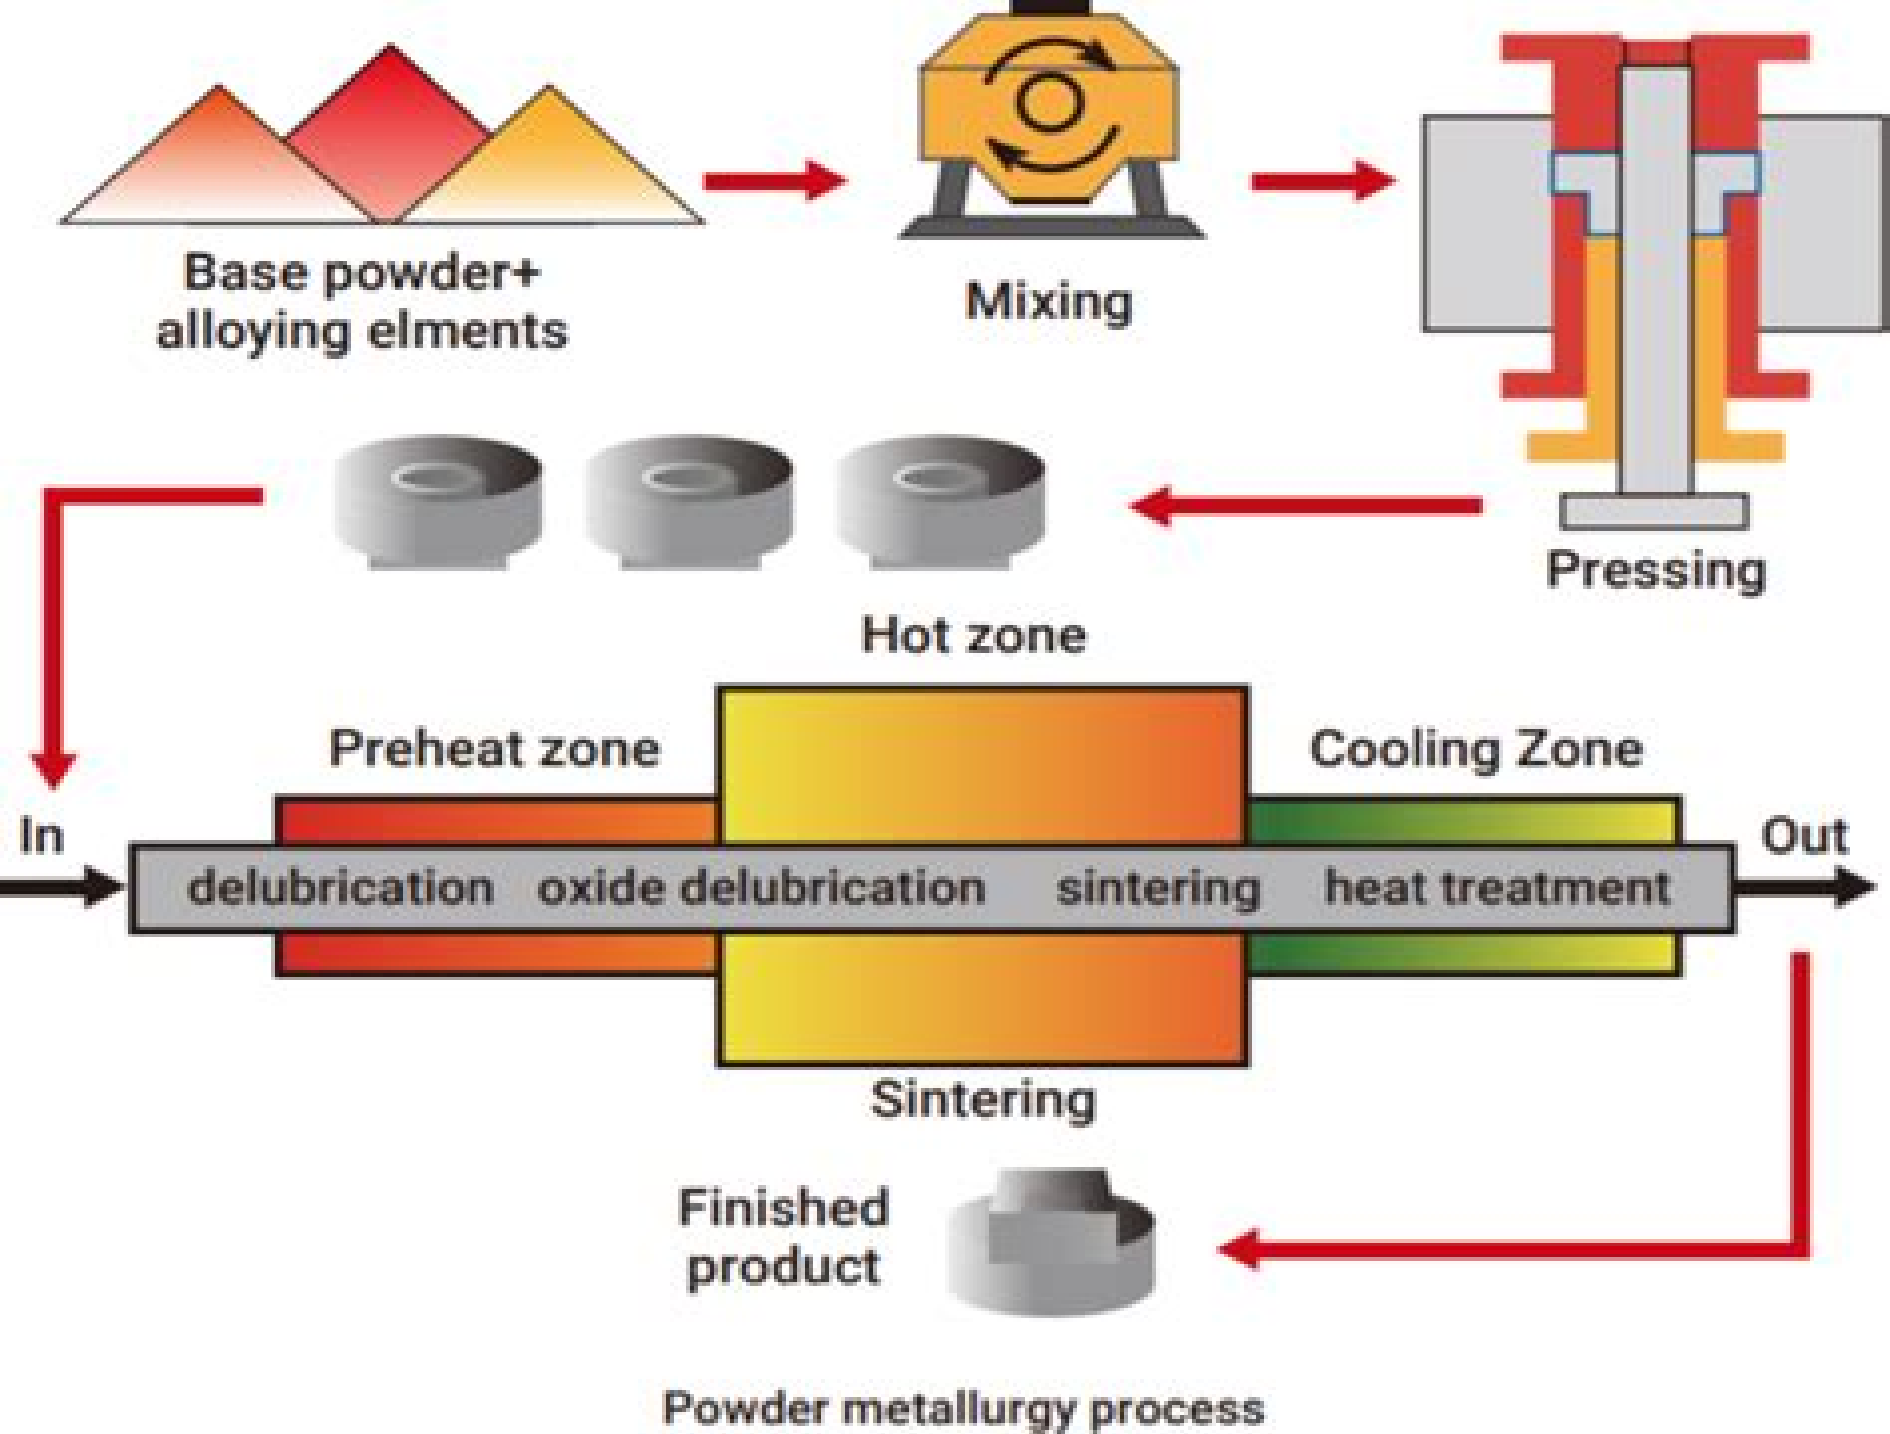 Base powder+
alloying elments
Mixing
Pressing
Hot zone
Preheat zone
Cooling Zone
In
Out
delubrication oxide delubrication sintering heat treatment
Sintering
Finished
product
Powder metallurgy process